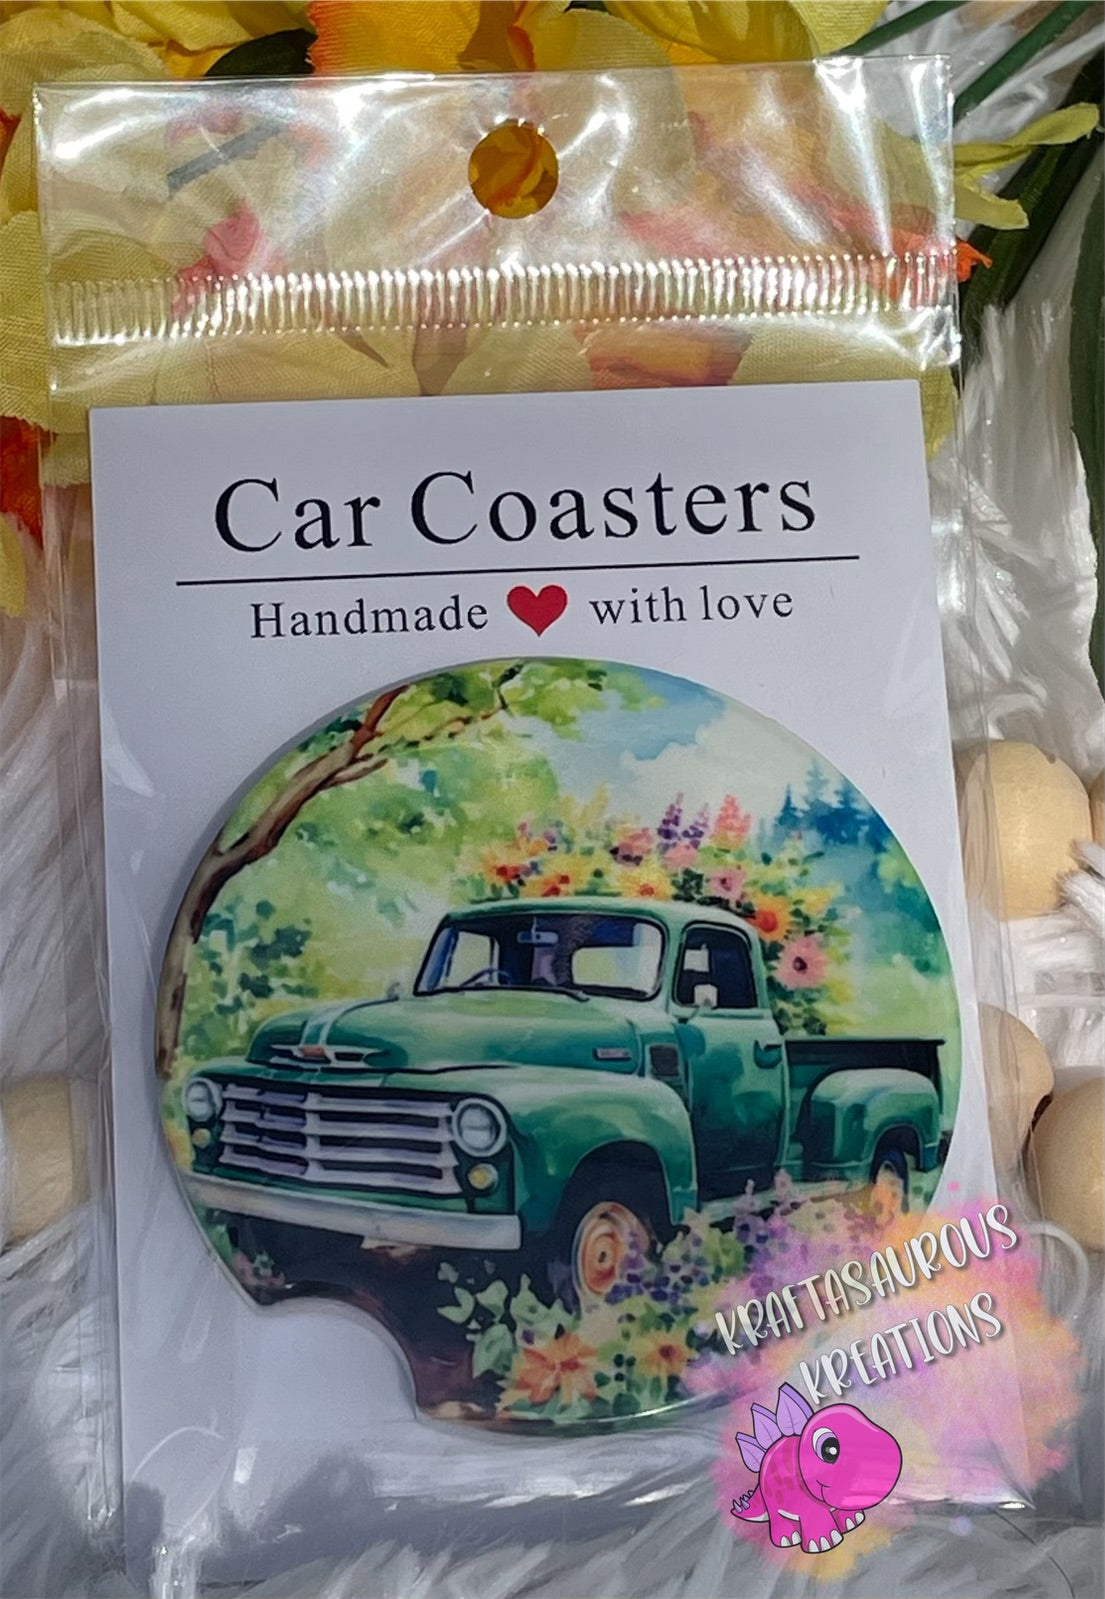 Car Coasters
Handmade with love
KRAFTASAUROUS
KREATIONS